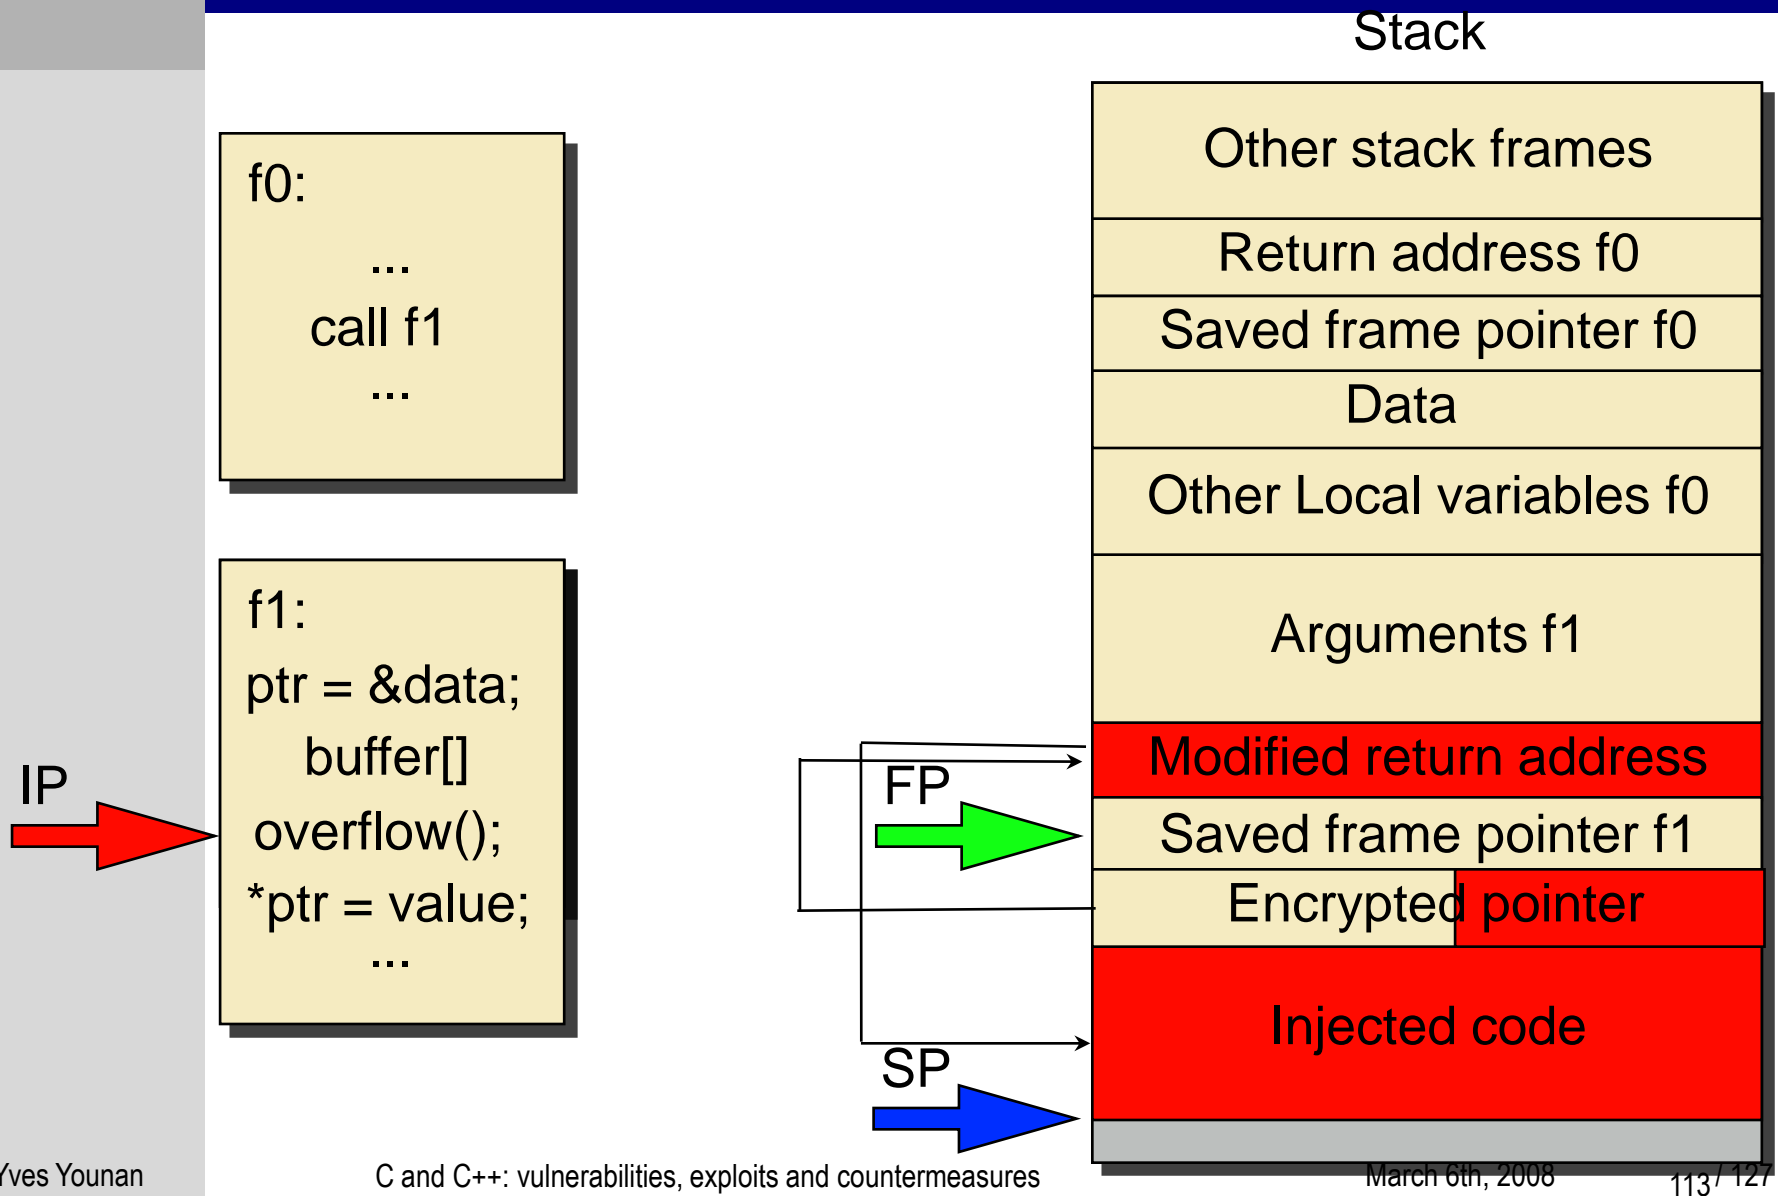 Stack
f0:
...
call f1
...
f1:
ptr = &data;
buffer[]
overflow();
*ptr = value;
...
IP
FP
SP
Other stack frames
Return address f0
Saved frame pointer f0
Data
Other Local variables f0
Arguments f1
Modified return address
Saved frame pointer f1
Encrypted pointer
Injected code
Yves Younan
C and C++: vulnerabilities, exploits and countermeasures
March 6th, 2008
113 / 127